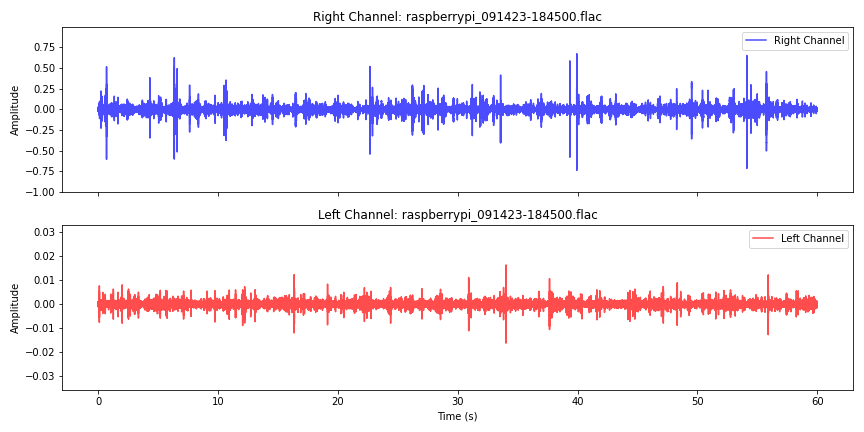 Right Channel: raspberrypi_091423-184500.flac
Right Channel
Amplitude
0.75
0.50
0.25
0.00
−0.25
−0.50
−0.75
−1.00
Left Channel: raspberrypi_091423-184500.flac
Left Channel
Amplitude
0.03
0.02
0.01
0.00
−0.01
−0.02
−0.03
0 10 20 30 40 50 60
Time (s)